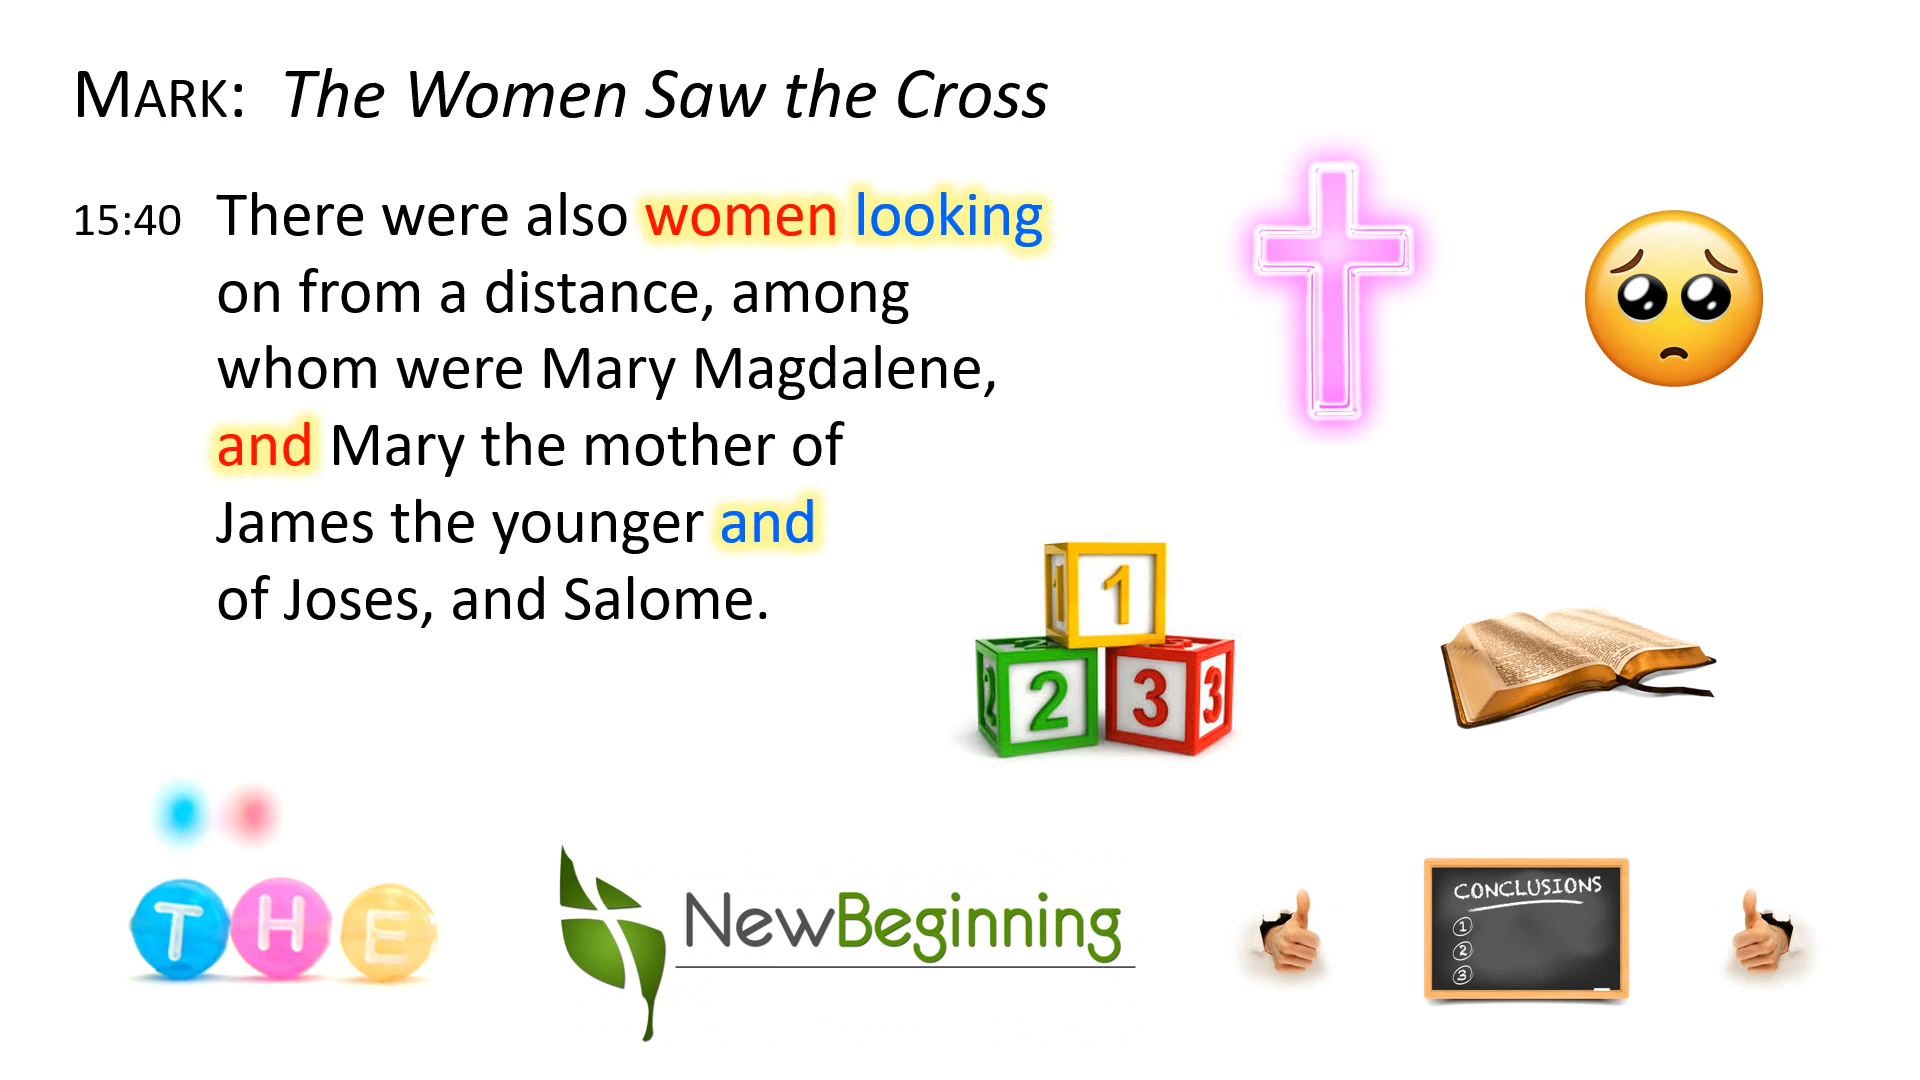 MARK: The Women Saw the Cross
15:40 There were also women looking
on from a distance, among
whom were Mary Magdalene,
and Mary the mother of
James the younger and
of Joses, and Salome.
1 1
2 2 3 3
THE
NewBeginning
CONCLUSIONS
1
2
3